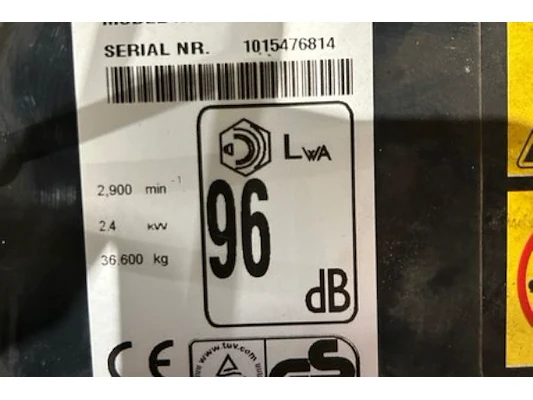 SERIAL NR. 1015476814
LWA
2,900 min-1
2.4 kW
36.600 kg
96
dB
CE
www.tuv.com
GS